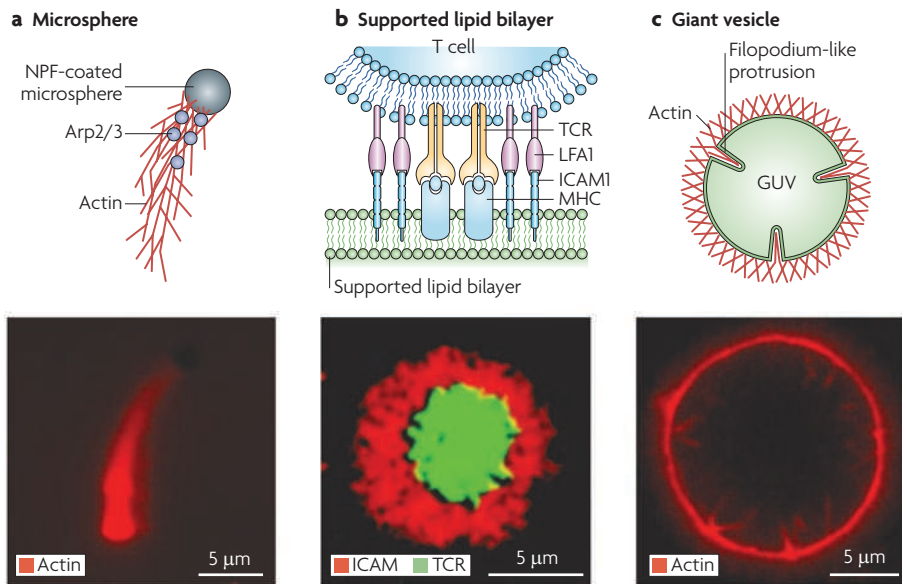 a Microsphere
NPF-coated
microsphere
Arp2/3
Actin
Actin
5 μm
b Supported lipid bilayer
T cell
TCR
LFA1
ICAM1
MHC
Supported lipid bilayer
ICAM TCR
5 μm
c Giant vesicle
Filopodium-like
protrusion
Actin
GUV
Actin
5 μm